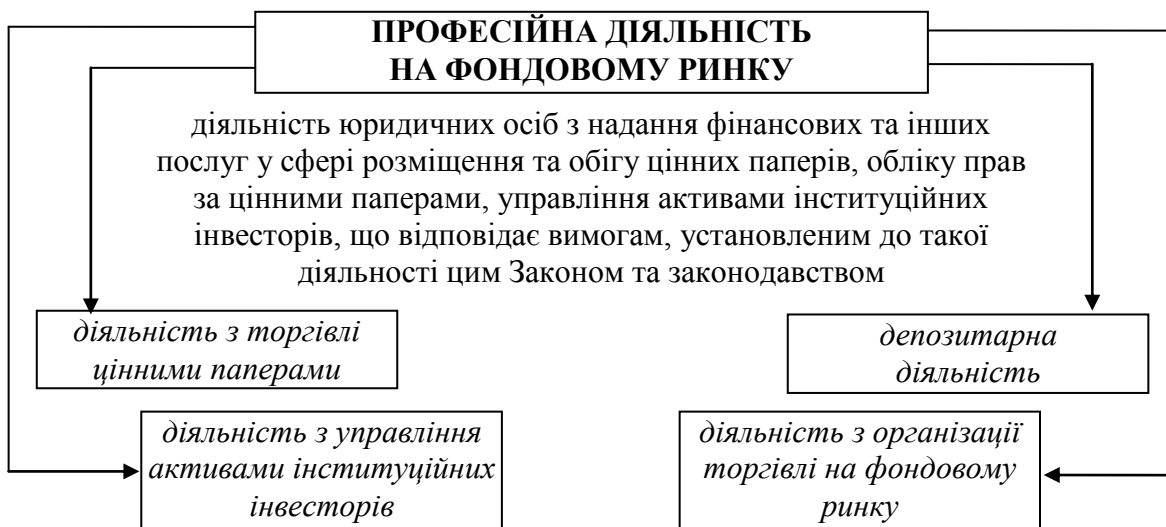 ПРОФЕСІЙНА ДІЯЛЬНІСТЬ
НА ФОНДОВОМУ РИНКУ
діяльність юридичних осіб з надання фінансових та інших
послуг у сфері розміщення та обігу цінних паперів, обліку прав
за цінними паперами, управління активами інституційних
інвесторів, що відповідає вимогам, установленим до такої
діяльності цим Законом та законодавством
діяльність з торгівлі
цінними паперами
депозитарна
діяльність
діяльність з управління
активами інституційних
інвесторів
діяльність з організації
торгівлі на фондовому
ринку